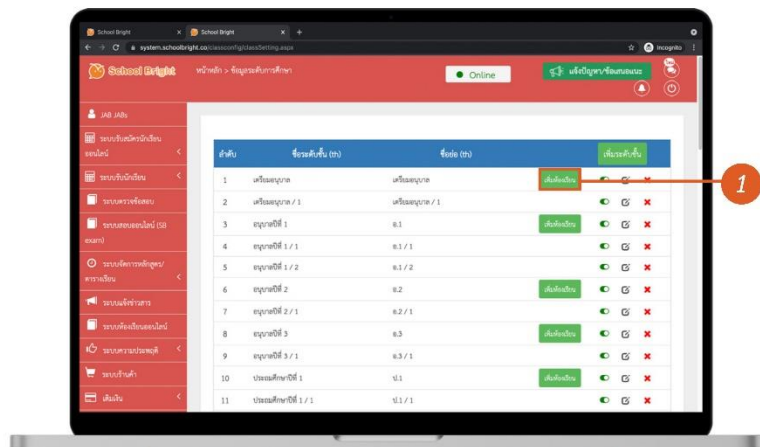 School Bright
School Bright
system.schoolbright.co/classconfig/classSetting.aspx
Incognito
School Bright
หน้าหลัก > ข้อมูลระดับการศึกษา
Online
แจ้งปัญหา/ข้อเสนอแนะ
JAB JABs
ระบบรับสมัครนักเรียนออนไลน์
ระบบรับนักเรียน
ระบบตรวจข้อสอบ
ระบบสอบออนไลน์ (SB
exam)
ระบบจัดการหลักสูตร/
ตารางเรียน
ระบบแจ้งข่าวสาร
ระบบห้องเรียนออนไลน์
ระบบความประพฤติ
ระบบร้านค้า
เติมเงิน
ลำดับ ชื่อระดับชั้น (th) ชื่อย่อ (th) เพิ่มระดับชั้น
1 เตรียมอนุบาล เตรียมอนุบาล เพิ่มห้องเรียน
1
2 เตรียมอนุบาล / 1 เตรียมอนุบาล / 1
3 อนุบาลปีที่ 1 อ.1 เพิ่มห้องเรียน
4 อนุบาลปีที่ 1 / 1 อ.1 / 1
5 อนุบาลปีที่ 1 / 2 อ.1 / 2
6 อนุบาลปีที่ 2 อ.2 เพิ่มห้องเรียน
7 อนุบาลปีที่ 2 / 1 อ.2 / 1
8 อนุบาลปีที่ 3 อ.3 เพิ่มห้องเรียน
9 อนุบาลปีที่ 3 / 1 อ.3 / 1
10 ประถมศึกษาปีที่ 1 ป.1 เพิ่มห้องเรียน
11 ประถมศึกษาปีที่ 1 / 1 ป.1 / 1